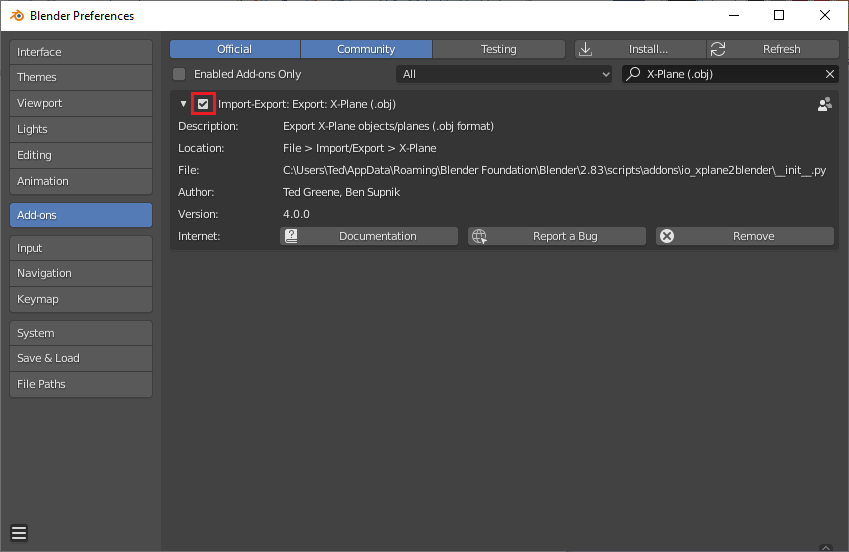 Blender Preferences
Interface
Themes
Viewport
Lights
Editing
Animation
Add-ons
Input
Navigation
Keymap
System
Save & Load
File Paths
Official Community Testing Install... Refresh
Enabled Add-ons Only All X-Plane (.obj)
Import-Export: Export: X-Plane (.obj)
Description: Export X-Plane objects/planes (.obj format)
Location: File > Import/Export > X-Plane
File: C:\Users\Ted\AppData\Roaming\Blender Foundation\Blender\2.83\scripts\addons\io_xplane2blender\__init__.py
Author: Ted Greene, Ben Supnik
Version: 4.0.0
Internet: Documentation Report a Bug Remove